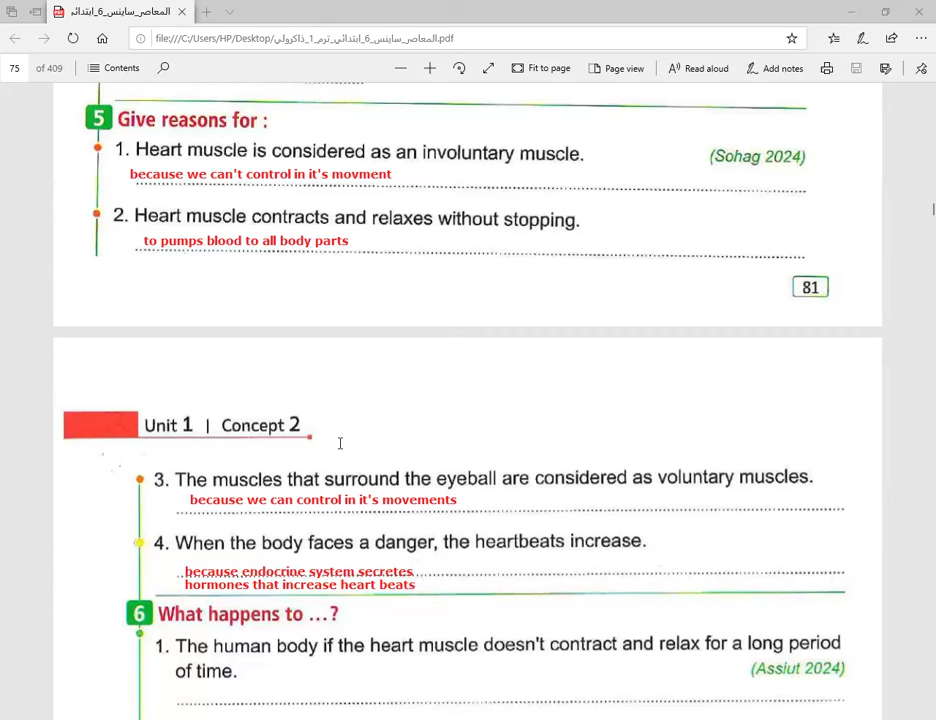 المعاصر_ساينس_6_ابتدائي
file:///C:/Users/HP/Desktop/المعاصر_ساينس_6_ابتدائي_ترم_1_ذاكرولي.pdf
75 of 409 Contents Fit to page Page view Read aloud Add notes
5 Give reasons for :
1. Heart muscle is considered as an involuntary muscle. (Sohag 2024)
because we can't control in it's movment
2. Heart muscle contracts and relaxes without stopping.
to pumps blood to all body parts
81
Unit 1 | Concept 2
3. The muscles that surround the eyeball are considered as voluntary muscles.
because we can control in it's movements
4. When the body faces a danger, the heartbeats increase.
because endocrine system secretes
hormones that increase heart beats
6 What happens to ...?
1. The human body if the heart muscle doesn't contract and relax for a long period
of time. (Assiut 2024)